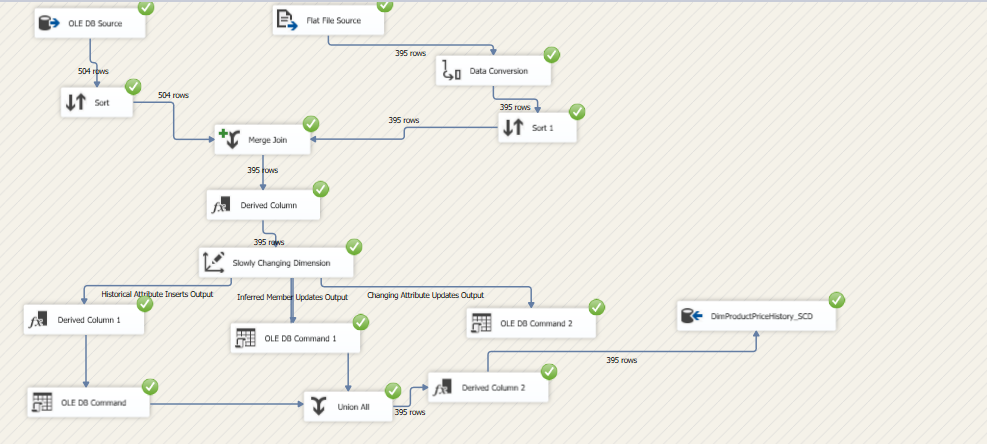 OLE DB Source
Flat File Source
395 rows
504 rows
Data Conversion
Sort
504 rows
395 rows
395 rows
Sort 1
Merge Join
395 rows
Derived Column
395 rows
Slowly Changing Dimension
Historical Attribute Inserts Output
Inferred Member Updates Output
Changing Attribute Updates Output
Derived Column 1
OLE DB Command 1
OLE DB Command 2
DimProductPriceHistory_SCD
395 rows
OLE DB Command
Union All
395 rows
Derived Column 2